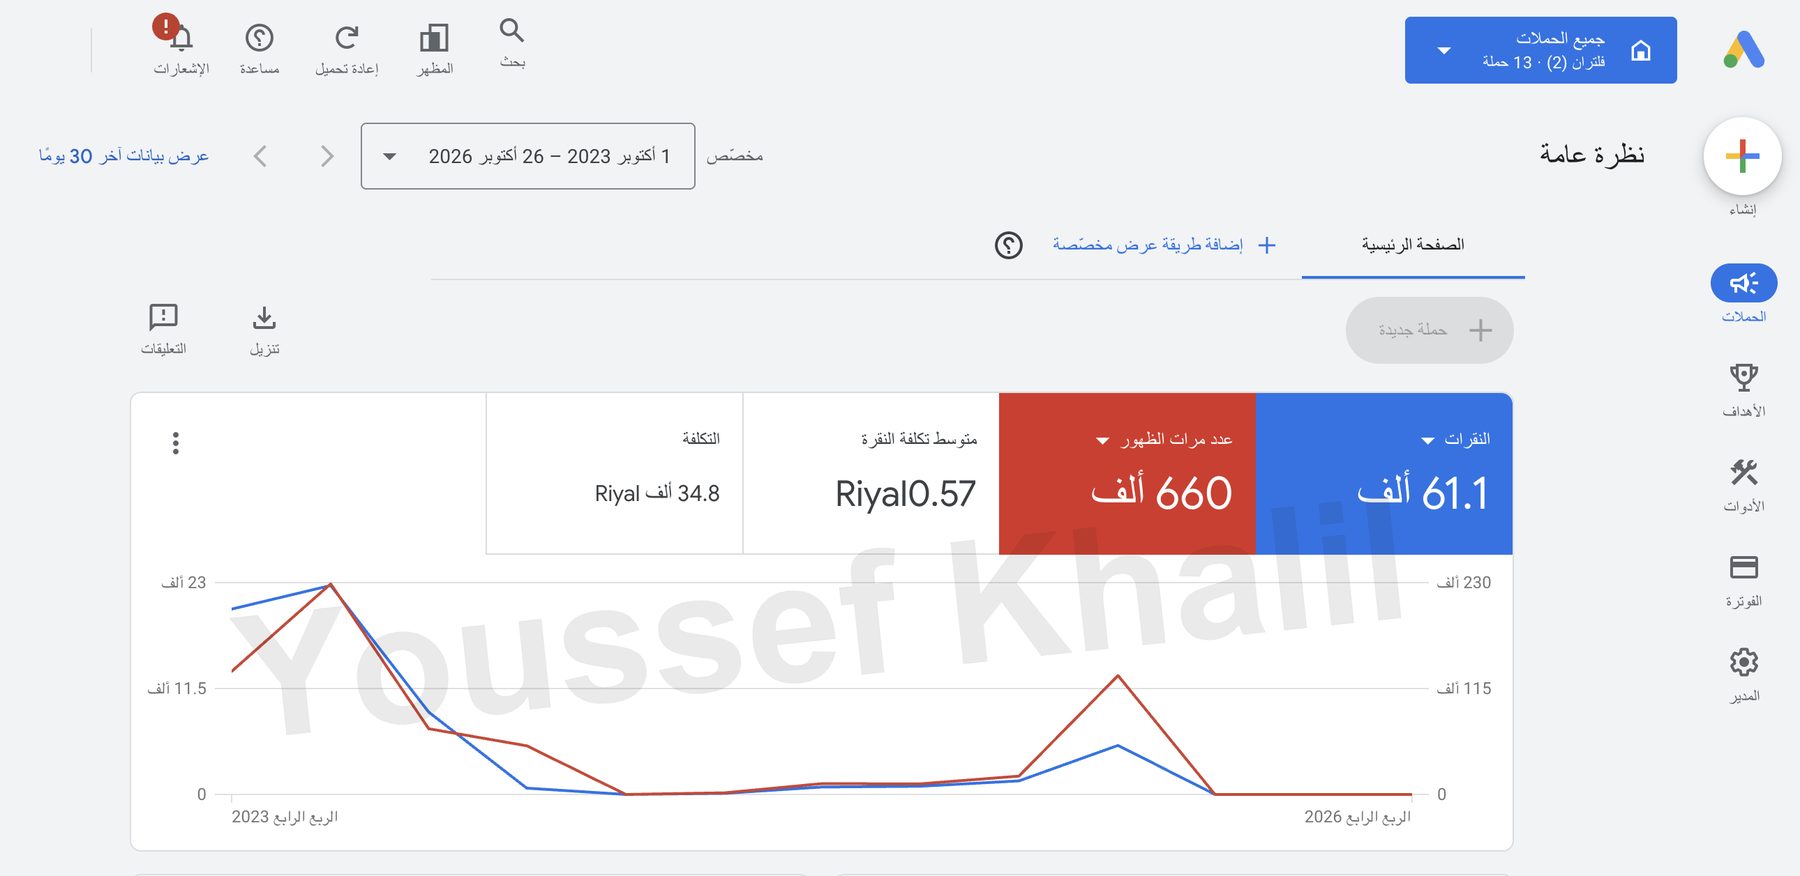 جميع الحملات
فلتران (2) · 13 حملة
بحث
المظهر
إعادة تحميل
مساعدة
الإشعارات
إنشاء
الحملات
الأهداف
الأدوات
الفوترة
المدير
نظرة عامة
مخصّص
1 أكتوبر 2023 – 26 أكتوبر 2026
عرض بيانات آخر 30 يومًا
الصفحة الرئيسية
إضافة طريقة عرض مخصّصة
حملة جديدة
تنزيل
التعليقات
النقرات
61.1 ألف
عدد مرات الظهور
660 ألف
متوسط تكلفة النقرة
Riyal0.57
التكلفة
34.8 ألف Riyal
230 ألف
115 ألف
0
23 ألف
11.5 ألف
0
الربع الرابع 2023
الربع الرابع 2026
Youssef Khalil